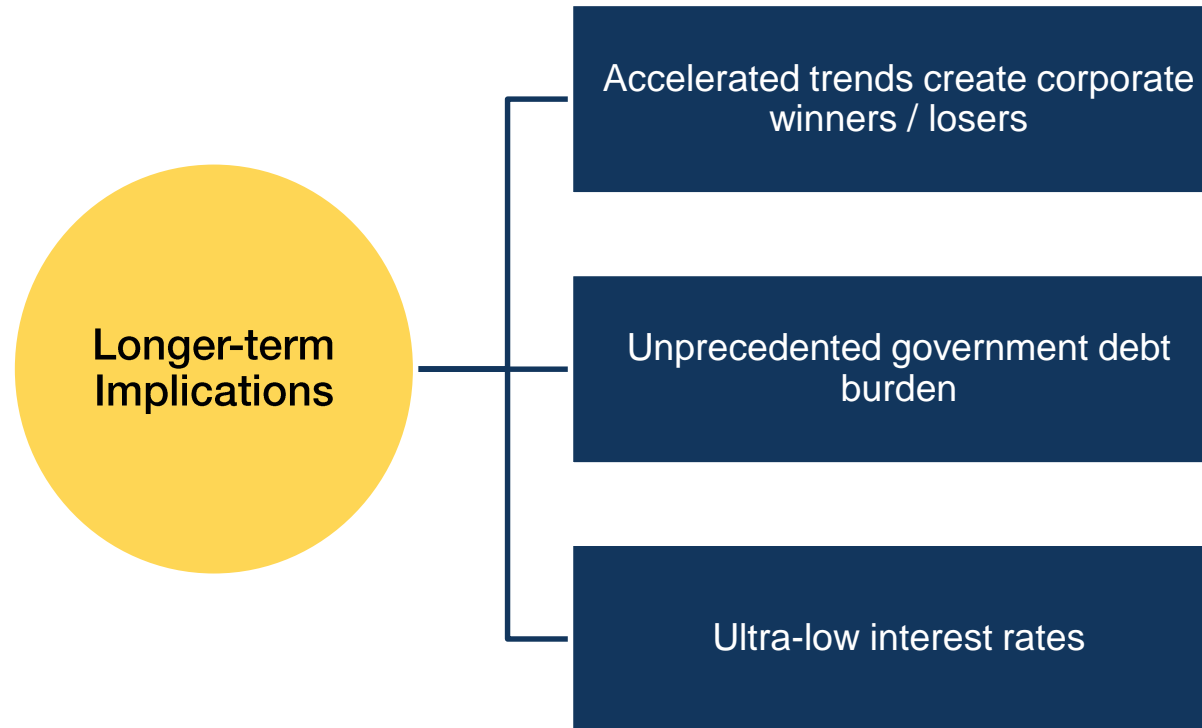 Longer-term
Implications
Accelerated trends create corporate
winners / losers
Unprecedented government debt
burden
Ultra-low interest rates